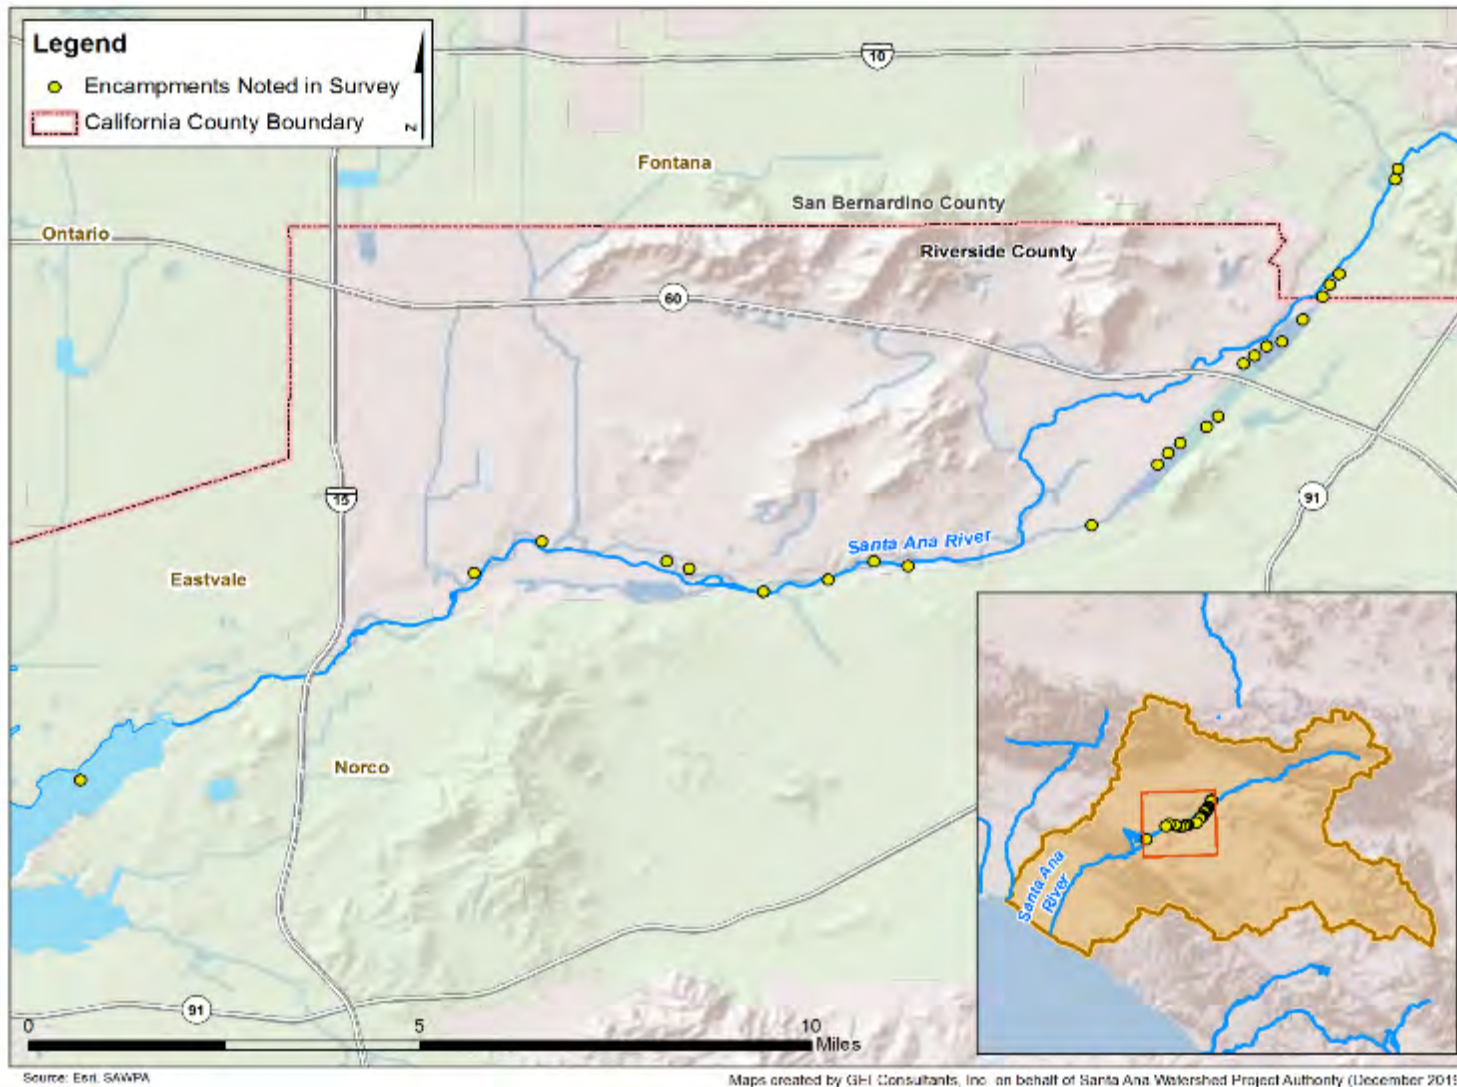 Legend
Encampments Noted in Survey
California County Boundary
N
10
Fontana
San Bernardino County
Ontario
Riverside County
60
15
91
Santa Ana River
Eastvale
Norco
Santa Ana
River
91
0 5 10
Miles
Source: Esri, SAWPA
Maps created by GEI Consultants, Inc. on behalf of Santa Ana Watershed Project Authority (December 2019